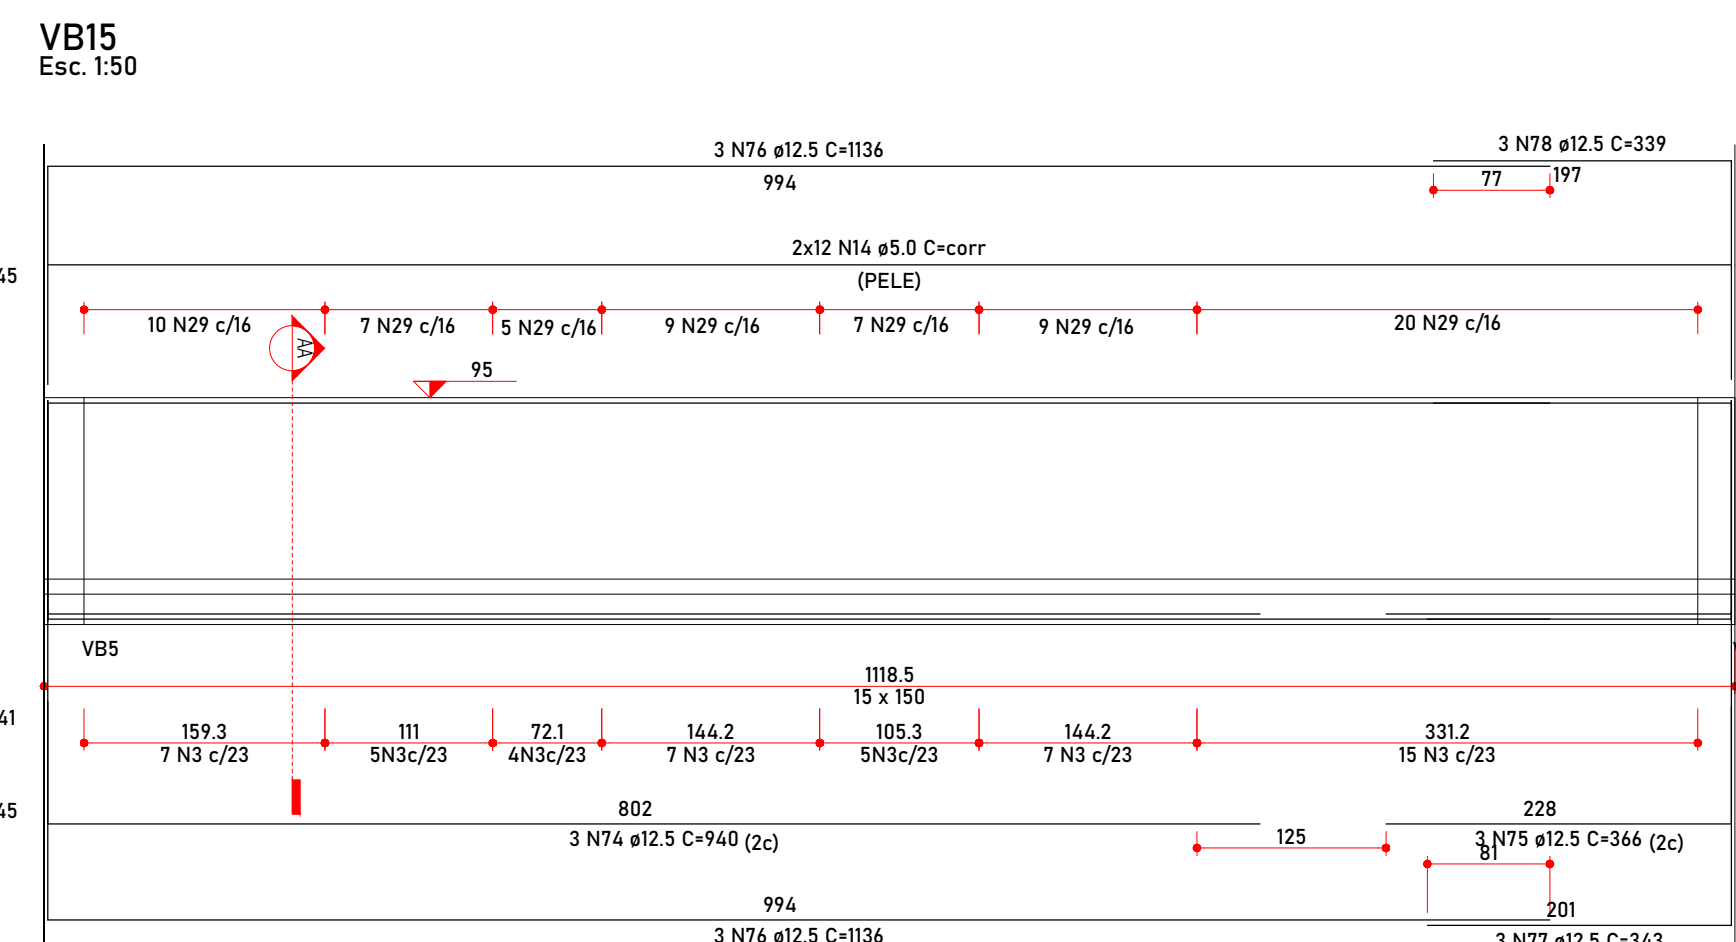 VB15
Esc. 1:50
3 N76 ø12.5 C=1136
3 N78 ø12.5 C=339
994
77
197
2x12 N14 ø5.0 C=corr
(PELE)
45
10 N29 c/16
7 N29 c/16
5 N29 c/16
9 N29 c/16
7 N29 c/16
9 N29 c/16
20 N29 c/16
AA
95
VB5
1118.5
15 x 150
41
159.3
111
72.1
144.2
105.3
144.2
331.2
7 N3 c/23
5N3c/23
4N3c/23
7 N3 c/23
5N3c/23
7 N3 c/23
15 N3 c/23
45
802
228
3 N74 ø12.5 C=940 (2c)
125
3 N75 ø12.5 C=366 (2c)
81
994
201
3 N76 ø12.5 C=1136
3 N77 ø12.5 C=343